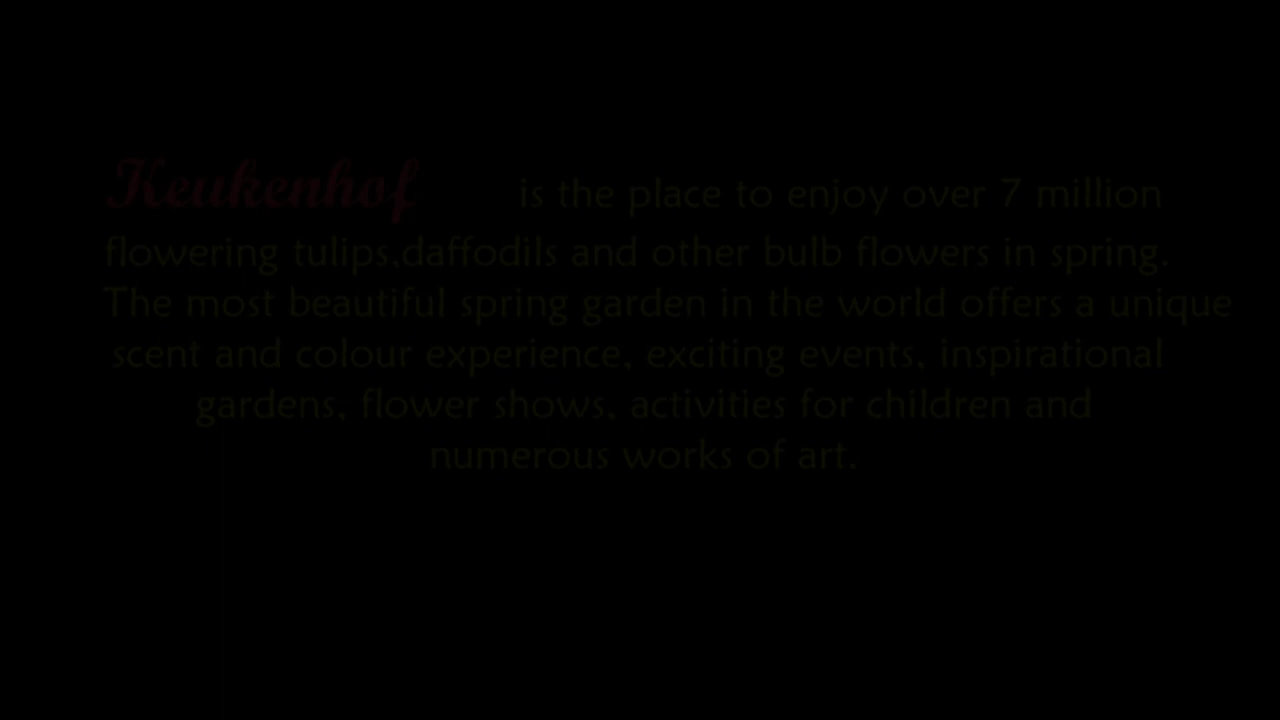 Keukenhof is the place to enjoy over 7 million
flowering tulips,daffodils and other bulb flowers in spring.
The most beautiful spring garden in the world offers a unique
scent and colour experience, exciting events, inspirational
gardens, flower shows, activities for children and
numerous works of art.